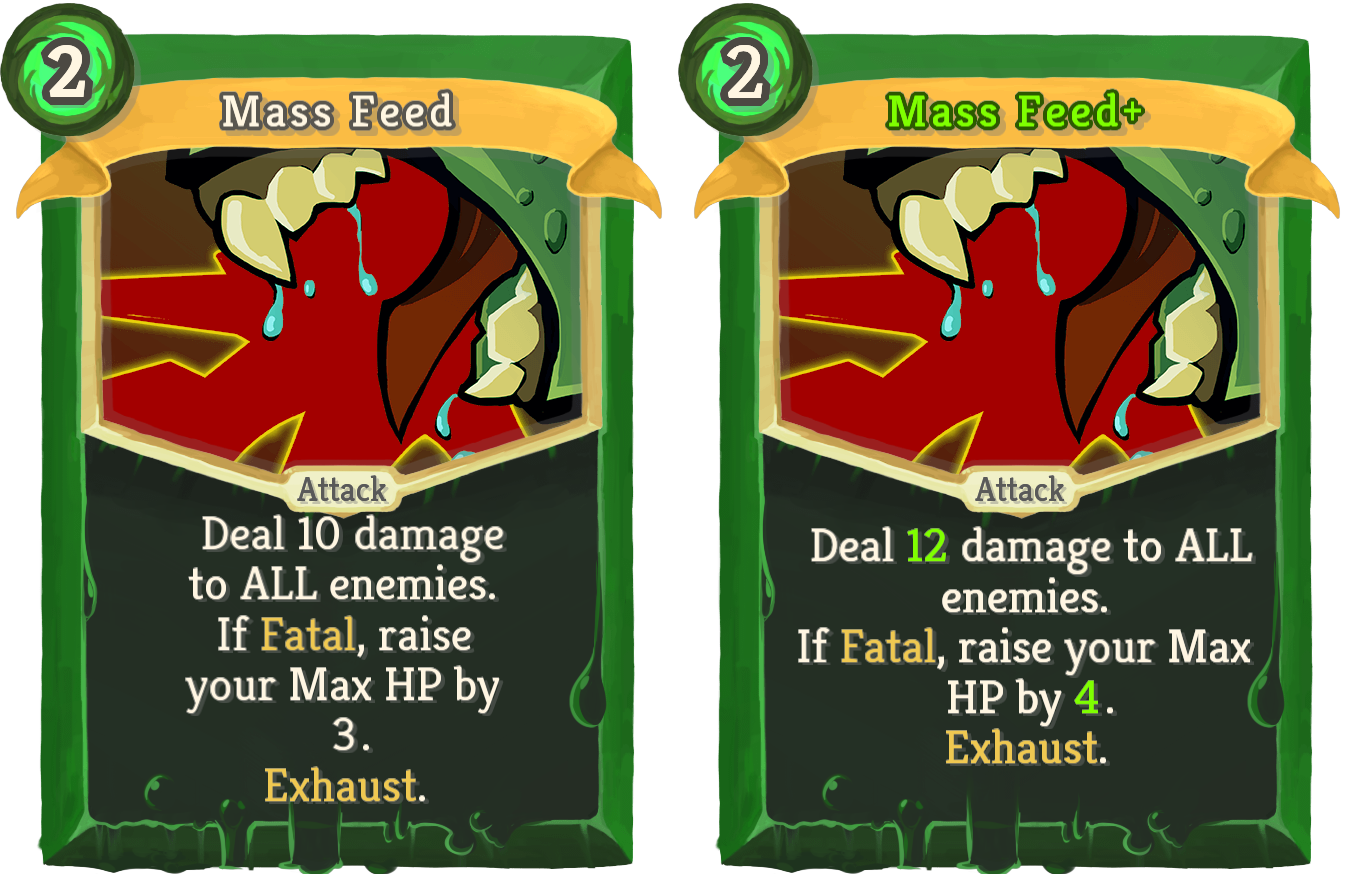 2
Mass Feed
Attack
Deal 10 damage
to ALL enemies.
If Fatal, raise
your Max HP by
3.
Exhaust.
2
Mass Feed+
Attack
Deal 12 damage to ALL
enemies.
If Fatal, raise your Max
HP by 4.
Exhaust.